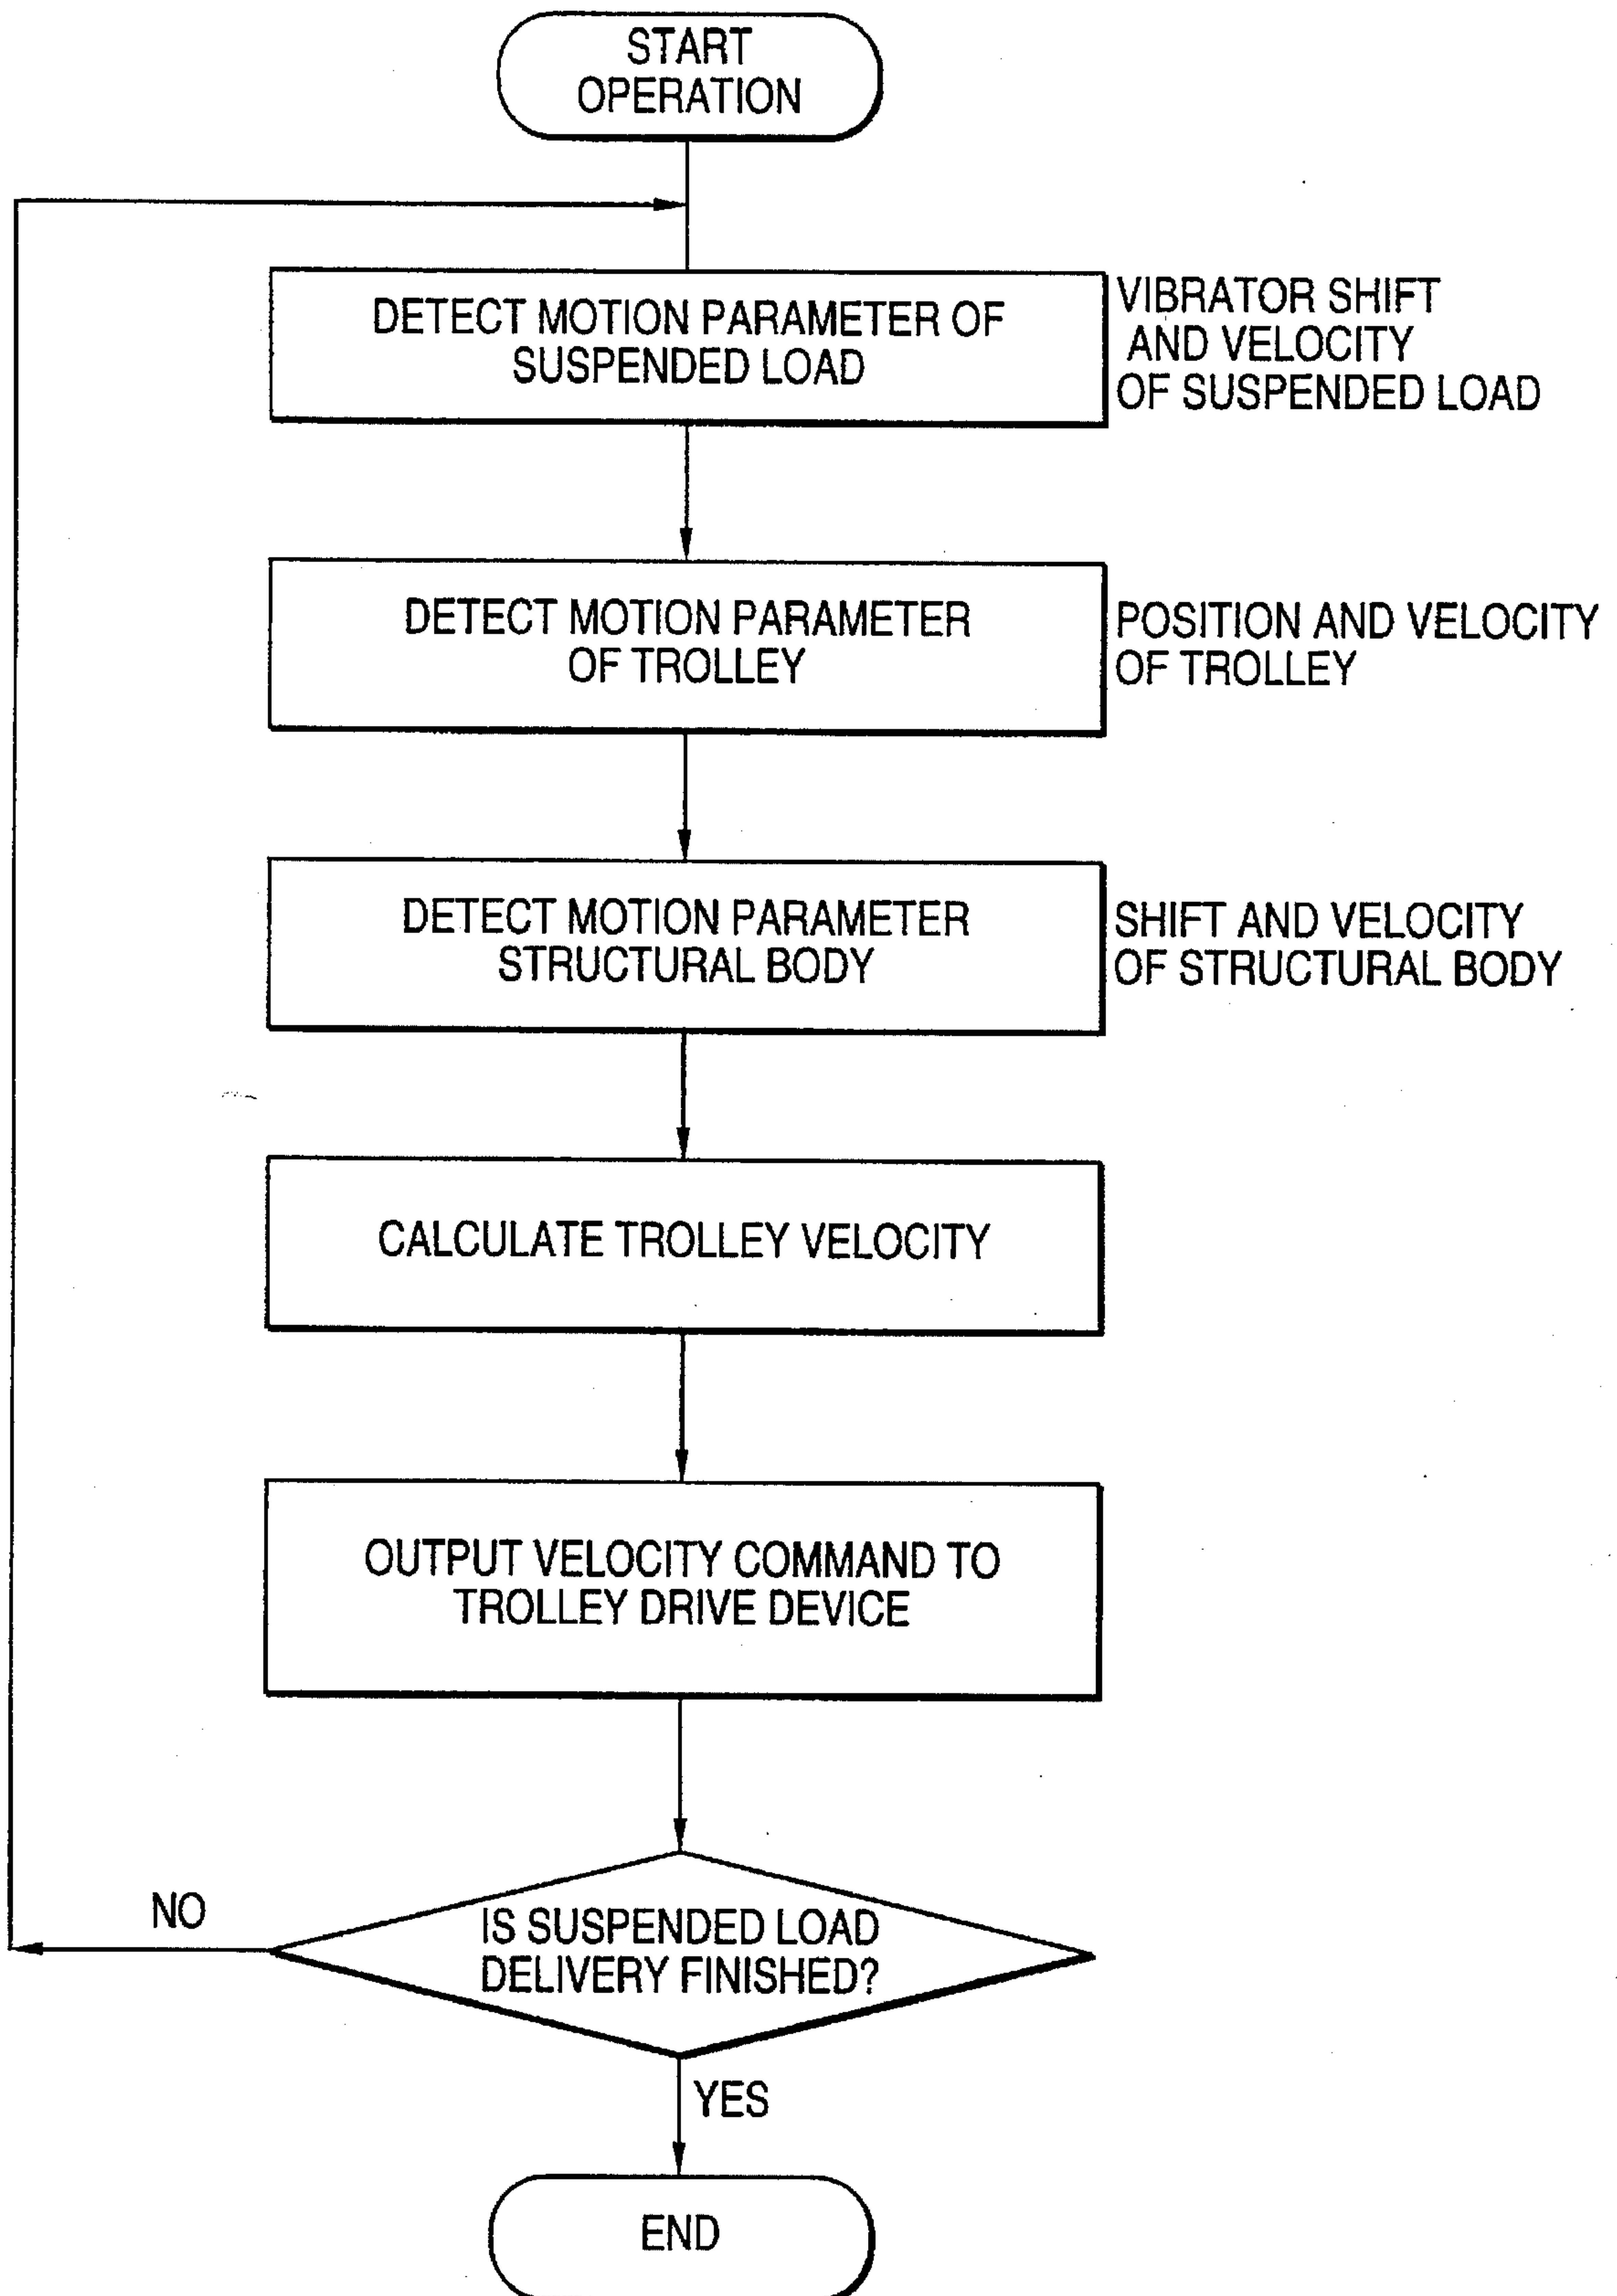 START
OPERATION
DETECT MOTION PARAMETER OF
SUSPENDED LOAD
VIBRATOR SHIFT
AND VELOCITY
OF SUSPENDED LOAD
DETECT MOTION PARAMETER
OF TROLLEY
POSITION AND VELOCITY
OF TROLLEY
DETECT MOTION PARAMETER
STRUCTURAL BODY
SHIFT AND VELOCITY
OF STRUCTURAL BODY
CALCULATE TROLLEY VELOCITY
OUTPUT VELOCITY COMMAND TO
TROLLEY DRIVE DEVICE
NO
IS SUSPENDED LOAD
DELIVERY FINISHED?
YES
END